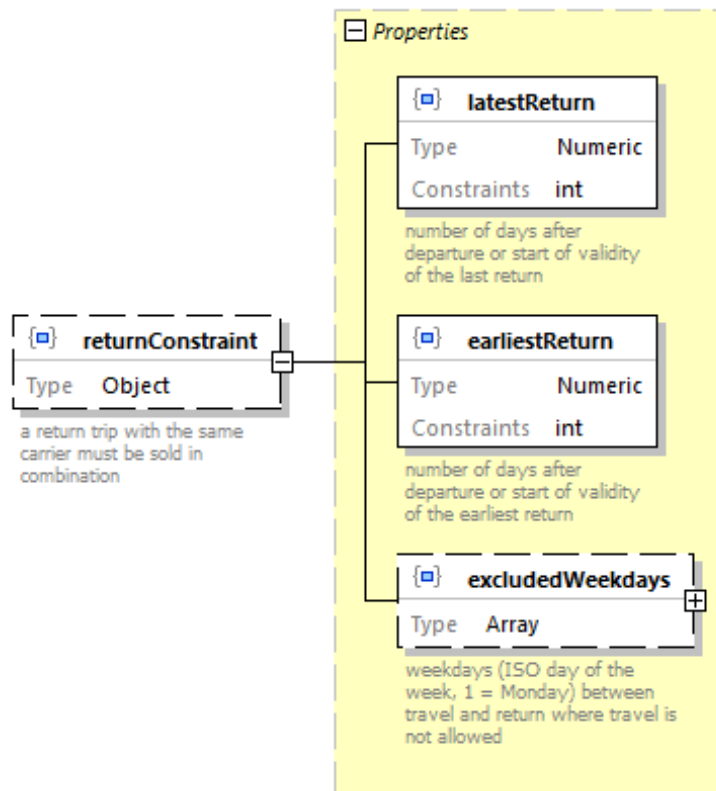 Properties
latestReturn
Type Numeric
Constraints int
number of days after
departure or start of validity
of the last return
returnConstraint
Type Object
a return trip with the same
carrier must be sold in
combination
earliestReturn
Type Numeric
Constraints int
number of days after
departure or start of validity
of the earliest return
excludedWeekdays
Type Array
weekdays (ISO day of the
week, 1 = Monday) between
travel and return where travel is
not allowed